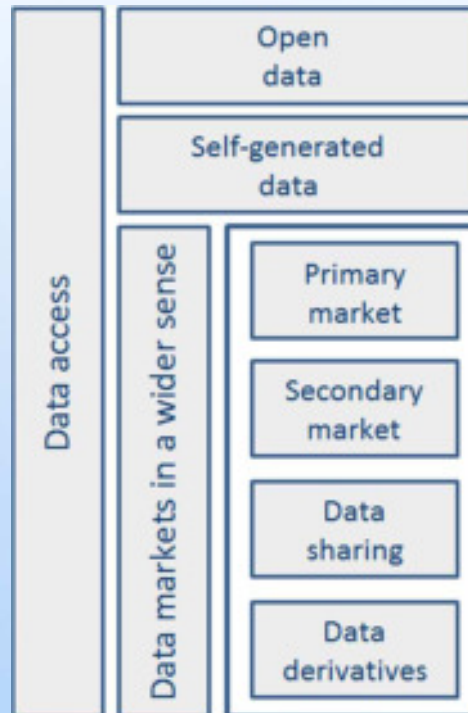 Data access
Open
data
Self-generated
data
Data markets in a wider sense
Primary
market
Secondary
market
Data
sharing
Data
derivatives